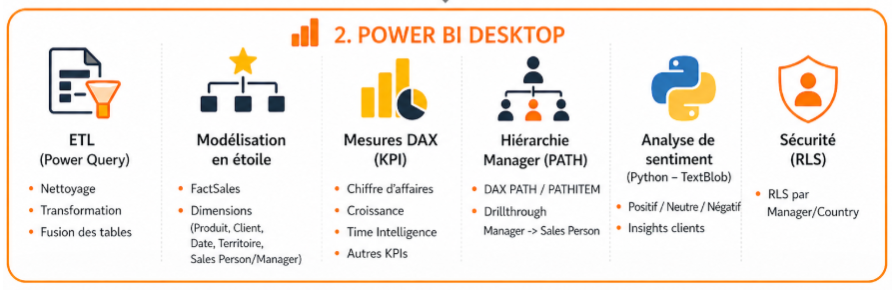 2. POWER BI DESKTOP
ETL
(Power Query)
• Nettoyage
• Transformation
• Fusion des tables
Modélisation
en étoile
• FactSales
• Dimensions
(Produit, Client,
Date, Territoire,
Sales Person/Manager)
Mesures DAX
(KPI)
• Chiffre d'affaires
• Croissance
• Time Intelligence
• Autres KPIs
Hiérarchie
Manager (PATH)
• DAX PATH / PATHITEM
• Drillthrough
Manager -> Sales Person
Analyse de
sentiment
(Python – TextBlob)
• Positif / Neutre / Négatif
• Insights clients
Sécurité
(RLS)
• RLS par
Manager/Country